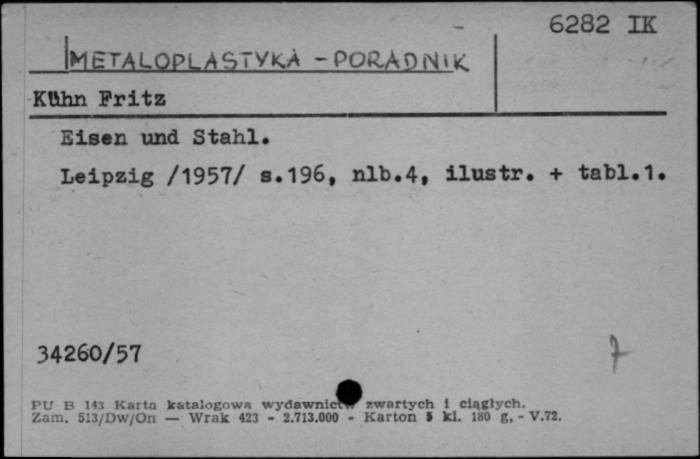 6282 IK
METALOPLASTYKA - PORADNIK
Kühn Fritz
Eisen und Stahl.
Leipzig /1957/ s.196, nlb.4, ilustr. + tabl.1.
34260/57
7
PU B 143 Karta katalogowa wydawnictw zwartych i ciągłych.
Zam. 513/Dw/On — Wrak 423 - 2.713.000 - Karton 5 kl. 180 g, - V.72.